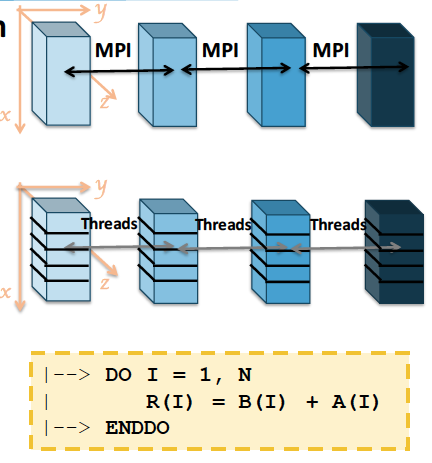 n
y
MPI MPI MPI
z
x
y
Threads Threads Threads
z
x
|--> DO I = 1, N
|       R(I) = B(I) + A(I)
|--> ENDDO